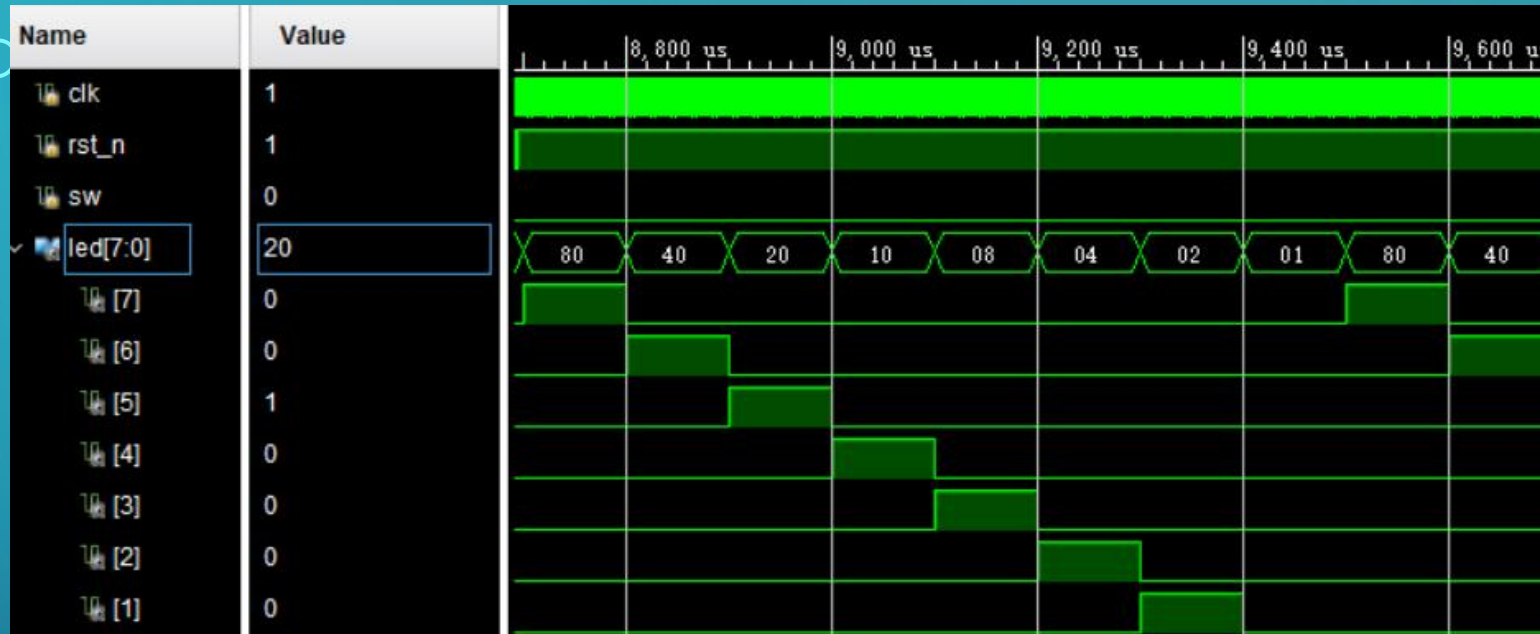 Name Value 8,800 us 9,000 us 9,200 us 9,400 us 9,600 u
clk 1
rst_n 1
sw 0
led[7:0] 20 80 40 20 10 08 04 02 01 80 40
[7] 0
[6] 0
[5] 1
[4] 0
[3] 0
[2] 0
[1] 0